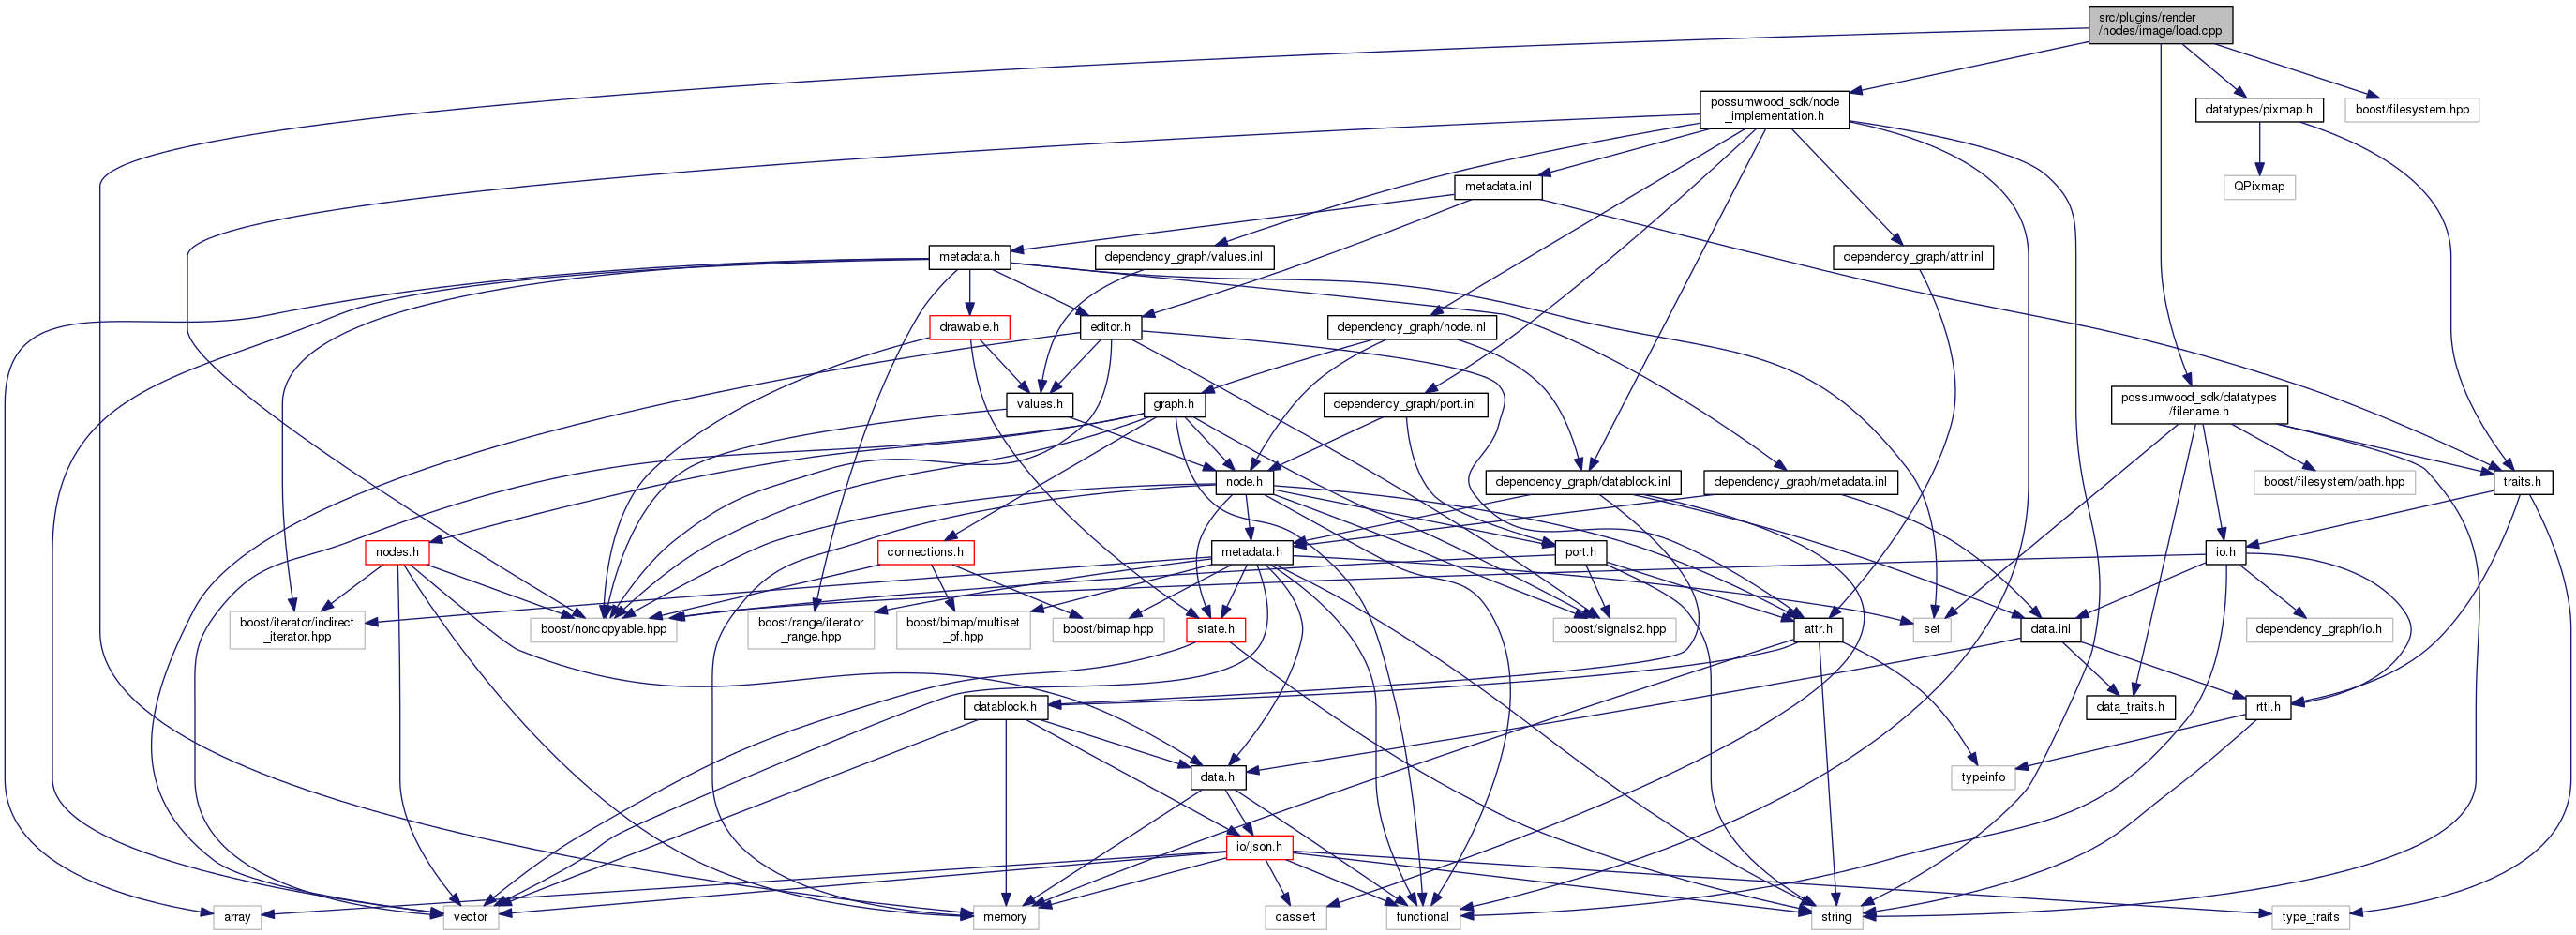 src/plugins/render
/nodes/image/load.cpp
possumwood_sdk/node
_implementation.h
datatypes/pixmap.h
boost/filesystem.hpp
metadata.inl
QPixmap
metadata.h
dependency_graph/values.inl
dependency_graph/attr.inl
drawable.h
editor.h
dependency_graph/node.inl
values.h
graph.h
dependency_graph/port.inl
possumwood_sdk/datatypes
/filename.h
node.h
dependency_graph/datablock.inl
dependency_graph/metadata.inl
boost/filesystem/path.hpp
traits.h
nodes.h
connections.h
metadata.h
port.h
io.h
boost/iterator/indirect
_iterator.hpp
boost/noncopyable.hpp
boost/range/iterator
_range.hpp
boost/bimap/multiset
_of.hpp
boost/bimap.hpp
state.h
boost/signals2.hpp
attr.h
set
data.inl
dependency_graph/io.h
datablock.h
data_traits.h
rtti.h
data.h
typeinfo
io/json.h
array
vector
memory
cassert
functional
string
type_traits